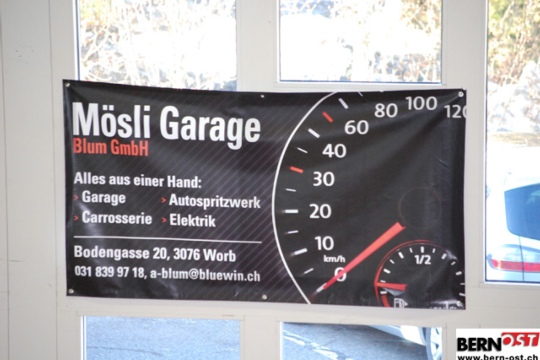 Mösli Garage
Blum GmbH
Alles aus einer Hand:
> Garage
> Autospritzwerk
> Carrosserie
> Elektrik
Bodengasse 20, 3076 Worb
031 839 97 18, a-blum@bluewin.ch
0
10
20
30
40
60
80
100
120
km/h
1/2
BERNOST
www.bern-ost.ch